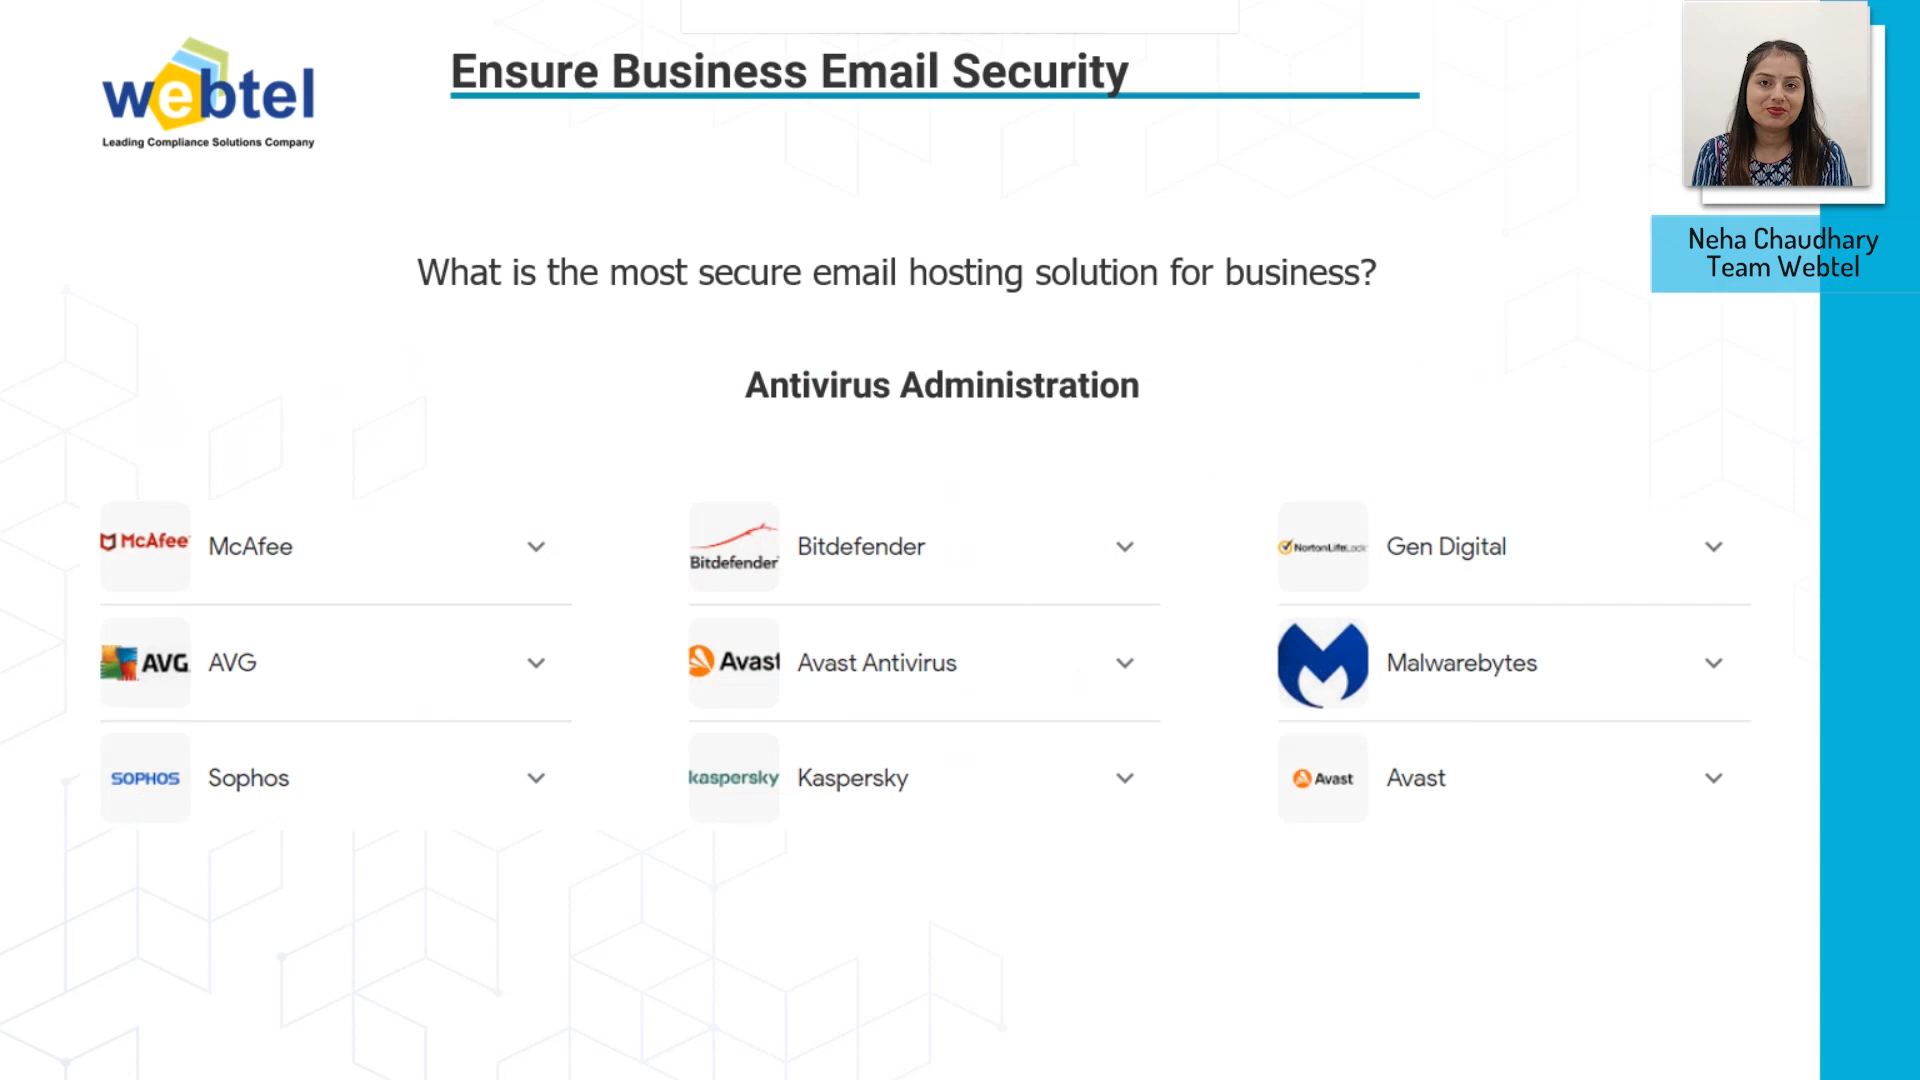 webtel
Leading Compliance Solutions Company
Ensure Business Email Security
Neha Chaudhary
Team Webtel
What is the most secure email hosting solution for business?
Antivirus Administration
McAfee McAfee
Bitdefender Bitdefender
NortonLifeLock Gen Digital
AVG AVG
Avast Avast Antivirus
Malwarebytes
SOPHOS Sophos
kaspersky Kaspersky
Avast Avast